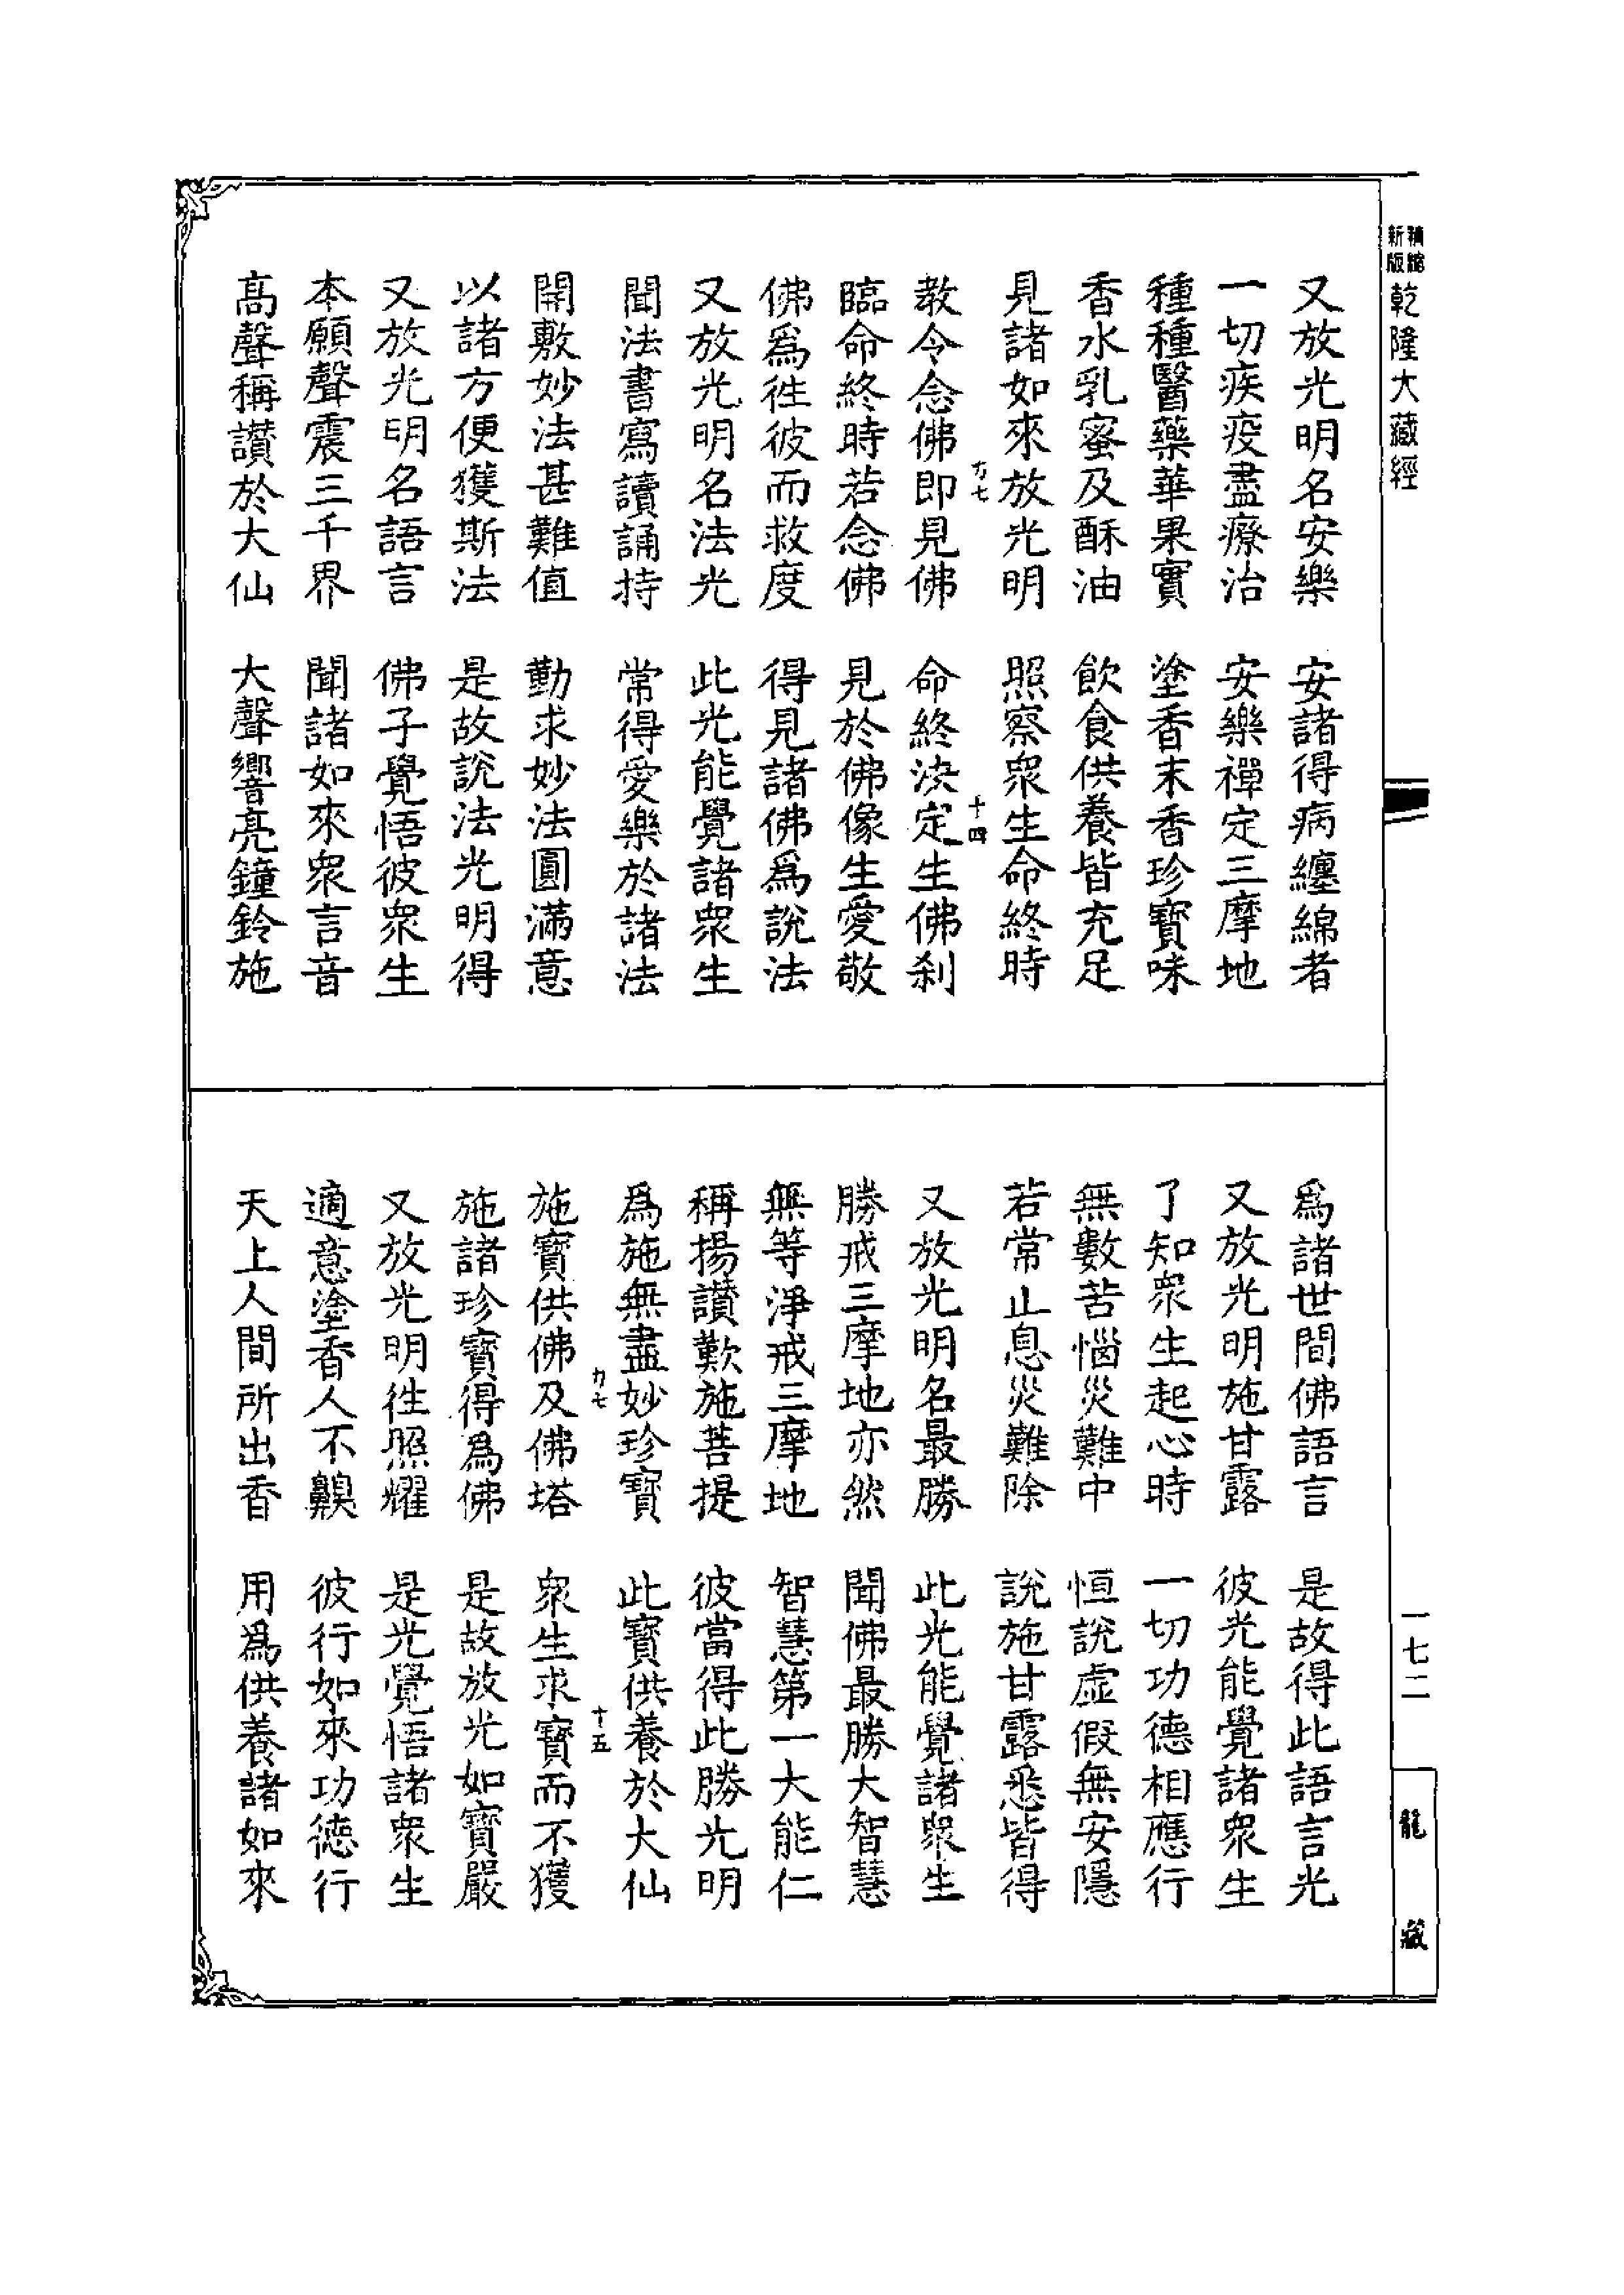 新版
精縮
乾隆大藏經
又放光明名安樂　安諸得病纏綿者
一切疾疫盡療治　安樂禪定三摩地
種種醫藥華果實　塗香末香珍寶味
香水乳蜜及酥油　飲食供養皆充足
見諸如來放光明　照察衆生命終時
力七　十四
教令念佛即見佛　命終決定生佛刹
臨命終時若念佛　見於佛像生愛敬
佛爲徃彼而救度　得見諸佛爲說法
又放光明名法光　此光能覺諸衆生
聞法書寫讀誦持　常得愛樂於諸法
開敷妙法甚難值　勤求妙法圓滿意
以諸方便獲斯法　是故說法光明得
又放光明名語言　佛子覺悟彼衆生
本願聲震三千界　聞諸如來衆言音
高聲稱讃於大仙　大聲響亮鐘鈴施
爲諸世間佛語言　是故得此語言光
又放光明施甘露　彼光能覺諸衆生
了知衆生起心時　一切功德相應行
無數苦惱災難中　恒說虛假無安隱
若常止息災難除　說施甘露悉皆得
又放光明名最勝　此光能覺諸衆生
勝戒三摩地亦然　聞佛最勝大智慧
無等淨戒三摩地　智慧第一大能仁
稱揚讃歎施菩提　彼當得此勝光明
爲施無盡妙珍寶　此寶供養於大仙
力七　十五
施寶供佛及佛塔　衆生求寶而不獲
施諸珍寶得爲佛　是故放光如寶嚴
又放光明徃照耀　是光覺悟諸衆生
適意塗香人不齅　彼行如來功德行
天上人間所出香　用爲供養諸如來
一七二
龍藏